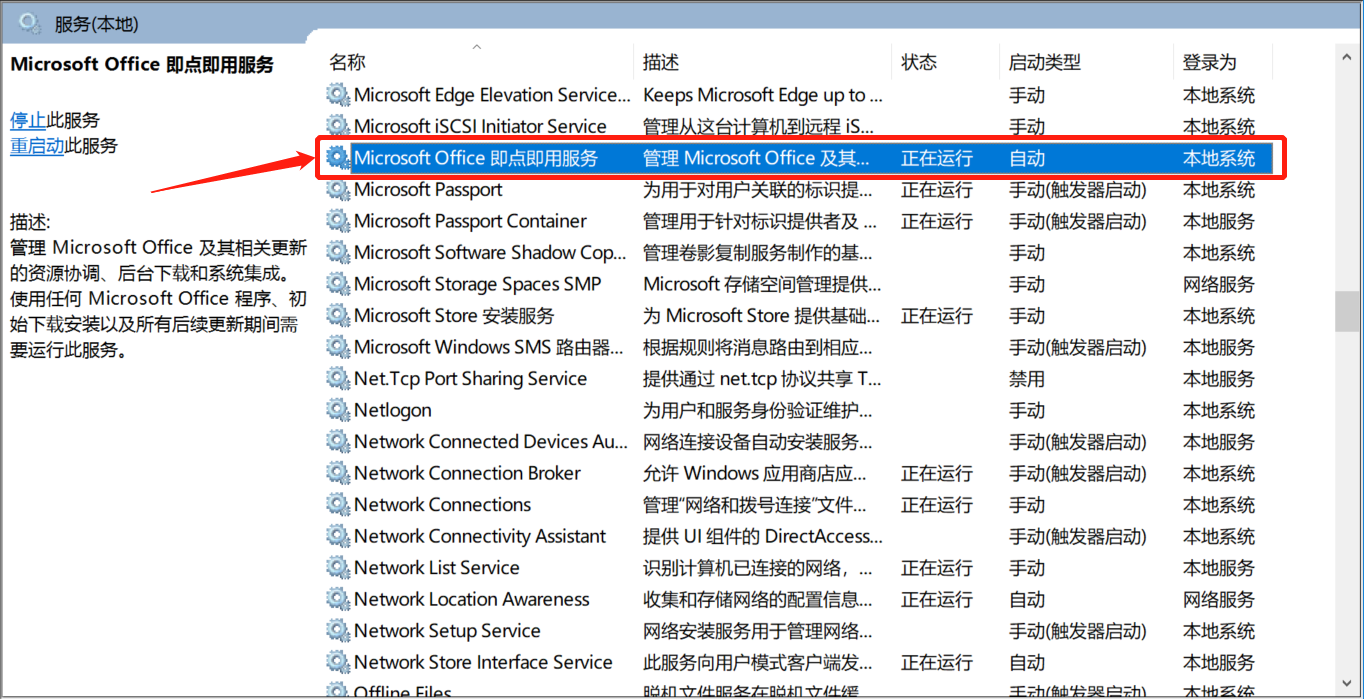 服务(本地)
Microsoft Office 即点即用服务
停止此服务
重启动此服务
描述:
管理 Microsoft Office 及其相关更新
的资源协调、后台下载和系统集成。
使用任何 Microsoft Office 程序、初
始下载安装以及所有后续更新期间需
要运行此服务。
名称 描述 状态 启动类型 登录为
Microsoft Edge Elevation Service... Keeps Microsoft Edge up to ... 手动 本地系统
Microsoft iSCSI Initiator Service 管理从这台计算机到远程 iS... 手动 本地系统
Microsoft Office 即点即用服务 管理 Microsoft Office 及其... 正在运行 自动 本地系统
Microsoft Passport 为用于对用户关联的标识提... 正在运行 手动(触发器启动) 本地系统
Microsoft Passport Container 管理用于针对标识提供者及 ... 正在运行 手动(触发器启动) 本地服务
Microsoft Software Shadow Cop... 管理卷影复制服务制作的基... 手动 本地系统
Microsoft Storage Spaces SMP Microsoft 存储空间管理提供... 手动 网络服务
Microsoft Store 安装服务 为 Microsoft Store 提供基础... 正在运行 手动 本地系统
Microsoft Windows SMS 路由器... 根据规则将消息路由到相应... 手动(触发器启动) 本地服务
Net.Tcp Port Sharing Service 提供通过 net.tcp 协议共享 T... 禁用 本地服务
Netlogon 为用户和服务身份验证维护... 手动 本地系统
Network Connected Devices Au... 网络连接设备自动安装服务... 手动(触发器启动) 本地服务
Network Connection Broker 允许 Windows 应用商店应... 正在运行 手动(触发器启动) 本地系统
Network Connections 管理“网络和拨号连接”文件... 正在运行 手动 本地系统
Network Connectivity Assistant 提供 UI 组件的 DirectAccess... 手动(触发器启动) 本地系统
Network List Service 识别计算机已连接的网络，... 正在运行 手动 本地服务
Network Location Awareness 收集和存储网络的配置信息... 正在运行 自动 网络服务
Network Setup Service 网络安装服务用于管理网络... 手动(触发器启动) 本地系统
Network Store Interface Service 此服务向用户模式客户端发... 正在运行 自动 本地服务
Offline Files 脱机文件服务在脱机文件缓... 手动(触发器启动) 本地系统